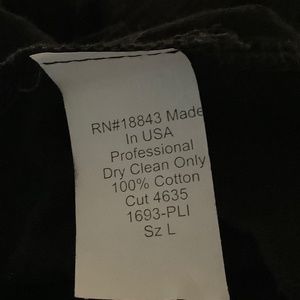 RN#18843 Made
In USA
Professional
Dry Clean Only
100% Cotton
Cut 4635
1693-PLI
Sz L